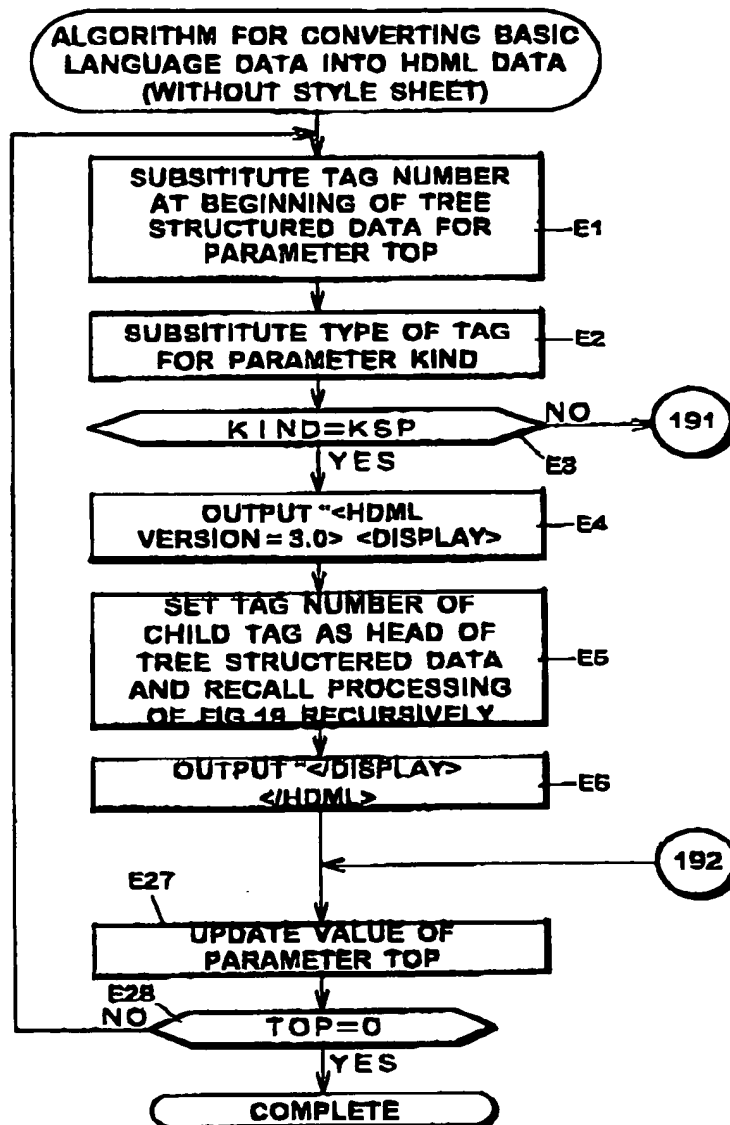 ALGORITHM FOR CONVERTING BASIC
LANGUAGE DATA INTO HDML DATA
(WITHOUT STYLE SHEET)
SUBSITITUTE TAG NUMBER
AT BEGINNING OF TREE
STRUCTURED DATA FOR
PARAMETER TOP
E1
SUBSITITUTE TYPE OF TAG
FOR PARAMETER KIND
E2
KIND=KSP
NO
191
E3
YES
OUTPUT "<HDML
VERSION = 3.0> <DISPLAY>
E4
SET TAG NUMBER OF
CHILD TAG AS HEAD OF
TREE STRUCTERED DATA
AND RECALL PROCESSING
OF FIG.19 RECURSIVELY
E5
OUTPUT "</DISPLAY>
</HDML>
E6
192
E27
UPDATE VALUE OF
PARAMETER TOP
E28
NO
TOP=0
YES
COMPLETE